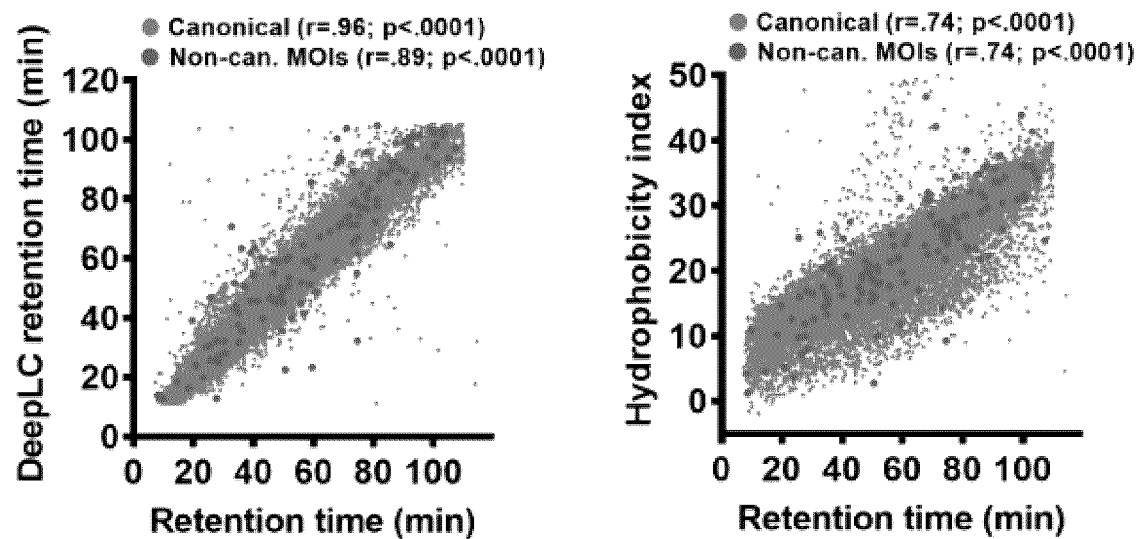 Canonical (r=.96; p<.0001)
Non-can. MOIs (r=.89; p<.0001)
DeepLC retention time (min)
120
100
80
60
40
20
0
0 20 40 60 80 100
Retention time (min)
Canonical (r=.74; p<.0001)
Non-can. MOIs (r=.74; p<.0001)
Hydrophobicity index
50
40
30
20
10
0
0 20 40 60 80 100
Retention time (min)